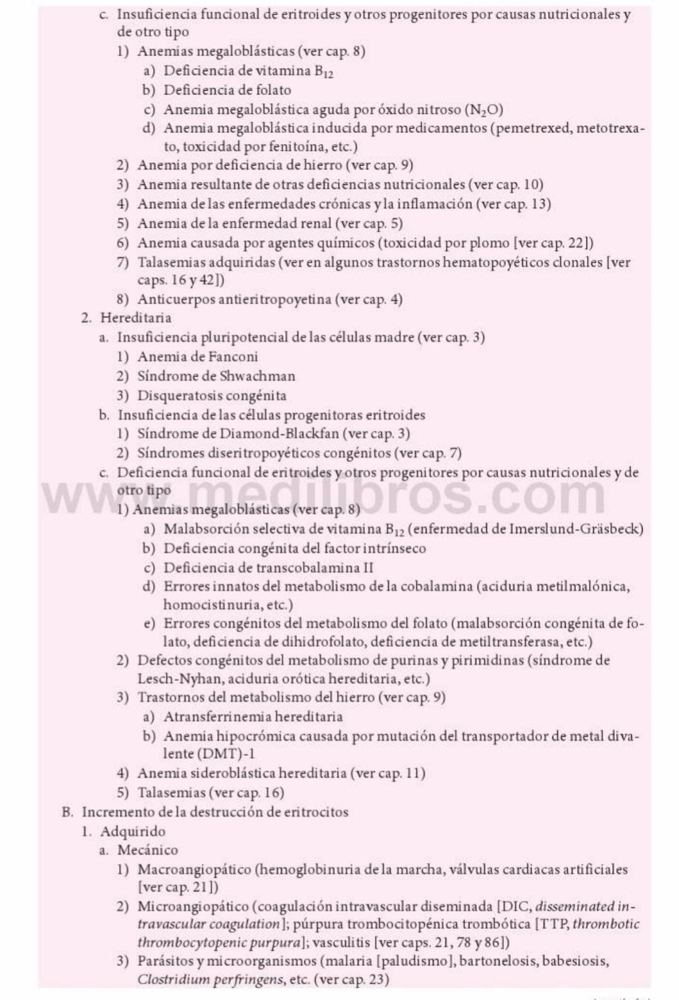 c. Insuficiencia funcional de eritroides y otros progenitores por causas nutricionales y
de otro tipo
1) Anemias megaloblásticas (ver cap. 8)
a) Deficiencia de vitamina B₁₂
b) Deficiencia de folato
c) Anemia megaloblástica aguda por óxido nitroso (N₂O)
d) Anemia megaloblástica inducida por medicamentos (pemetrexed, metotrexa-
to, toxicidad por fenitoína, etc.)
2) Anemia por deficiencia de hierro (ver cap. 9)
3) Anemia resultante de otras deficiencias nutricionales (ver cap. 10)
4) Anemia de las enfermedades crónicas y la inflamación (ver cap. 13)
5) Anemia de la enfermedad renal (ver cap. 5)
6) Anemia causada por agentes químicos (toxicidad por plomo [ver cap. 22])
7) Talasemias adquiridas (ver en algunos trastornos hematopoyéticos clonales [ver
caps. 16 y 42])
8) Anticuerpos antieritropoyetina (ver cap. 4)
2. Hereditaria
a. Insuficiencia pluripotencial de las células madre (ver cap. 3)
1) Anemia de Fanconi
2) Síndrome de Shwachman
3) Disqueratosis congénita
b. Insuficiencia de las células progenitoras eritroides
1) Síndrome de Diamond-Blackfan (ver cap. 3)
2) Síndromes diseritropoyéticos congénitos (ver cap. 7)
c. Deficiencia funcional de eritroides y otros progenitores por causas nutricionales y de
otro tipo
www.medilibros.com
1) Anemias megaloblásticas (ver cap. 8)
a) Malabsorción selectiva de vitamina B₁₂ (enfermedad de Imerslund-Gräsbeck)
b) Deficiencia congénita del factor intrínseco
c) Deficiencia de transcobalamina II
d) Errores innatos del metabolismo de la cobalamina (aciduria metilmalónica,
homocistinuria, etc.)
e) Errores congénitos del metabolismo del folato (malabsorción congénita de fo-
lato, deficiencia de dihidrofolato, deficiencia de metiltransferasa, etc.)
2) Defectos congénitos del metabolismo de purinas y pirimidinas (síndrome de
Lesch-Nyhan, aciduria orótica hereditaria, etc.)
3) Trastornos del metabolismo del hierro (ver cap. 9)
a) Atransferrinemia hereditaria
b) Anemia hipocrómica causada por mutación del transportador de metal diva-
lente (DMT)-1
4) Anemia sideroblástica hereditaria (ver cap. 11)
5) Talasemias (ver cap. 16)
B. Incremento de la destrucción de eritrocitos
1. Adquirido
a. Mecánico
1) Macroangiopático (hemoglobinuria de la marcha, válvulas cardiacas artificiales
[ver cap. 21])
2) Microangiopático (coagulación intravascular diseminada [DIC, disseminated in-
travascular coagulation]; púrpura trombocitopénica trombótica [TTP, thrombotic
thrombocytopenic purpura]; vasculitis [ver caps. 21, 78 y 86])
3) Parásitos y microorganismos (malaria [paludismo], bartonelosis, babesiosis,
Clostridium perfringens, etc. (ver cap. 23)